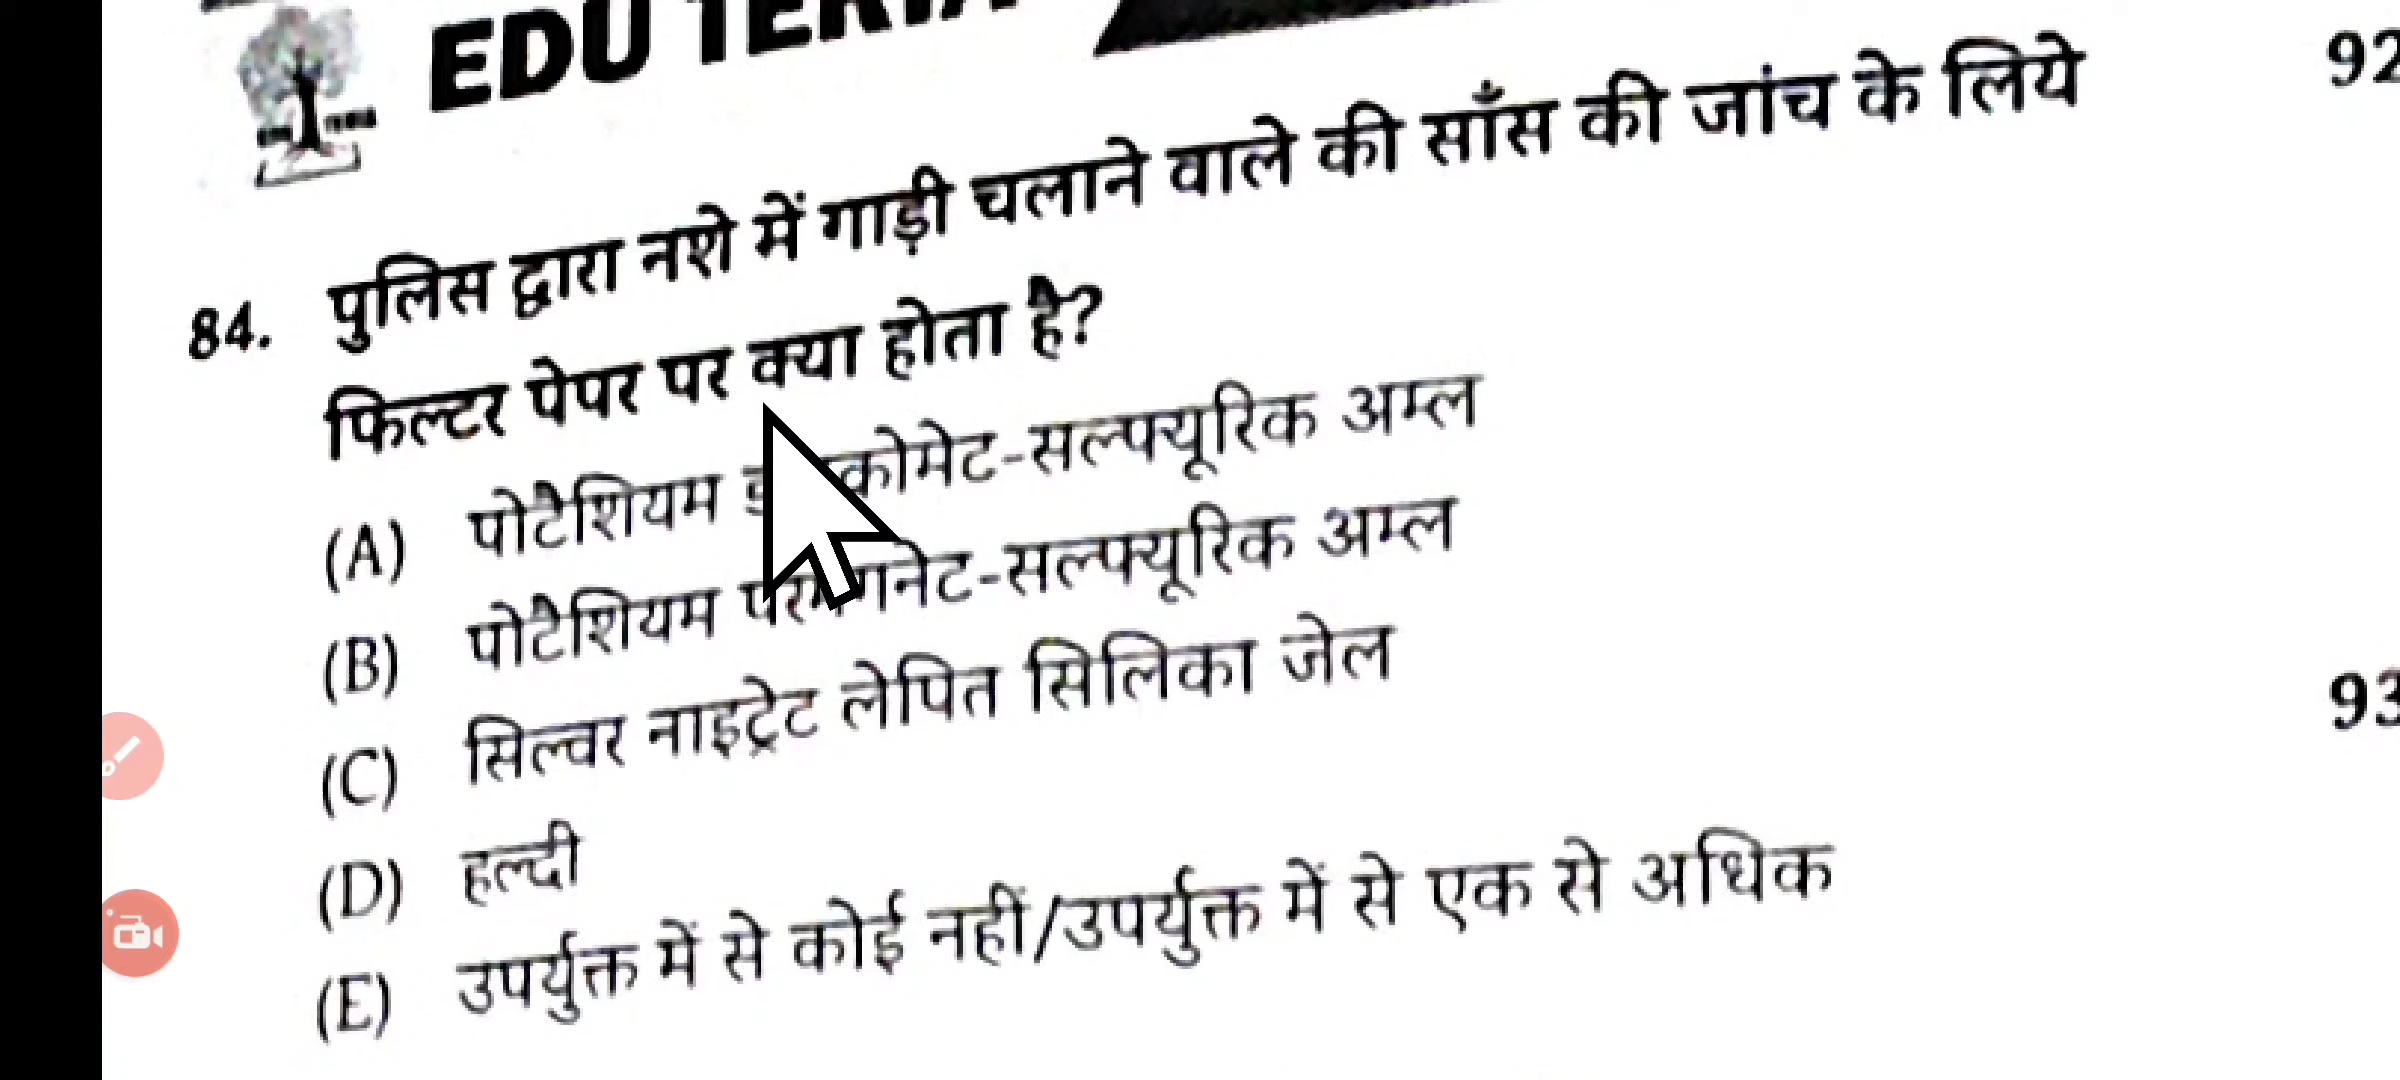 EDU
92
84. पुलिस द्वारा नशे में गाड़ी चलाने वाले की साँस की जांच के लिये
फिल्टर पेपर पर क्या होता है?
(A) पोटैशियम सल्फ्यूरिक अम्ल
(B) पोटैशियम सल्फ्यूरिक अम्ल
(C) सिल्वर नाइट्रेट लेपित सिलिका जेल
93
(D) हल्दी
(E) उपर्युक्त में से कोई नहीं/उपर्युक्त में से एक से अधिक